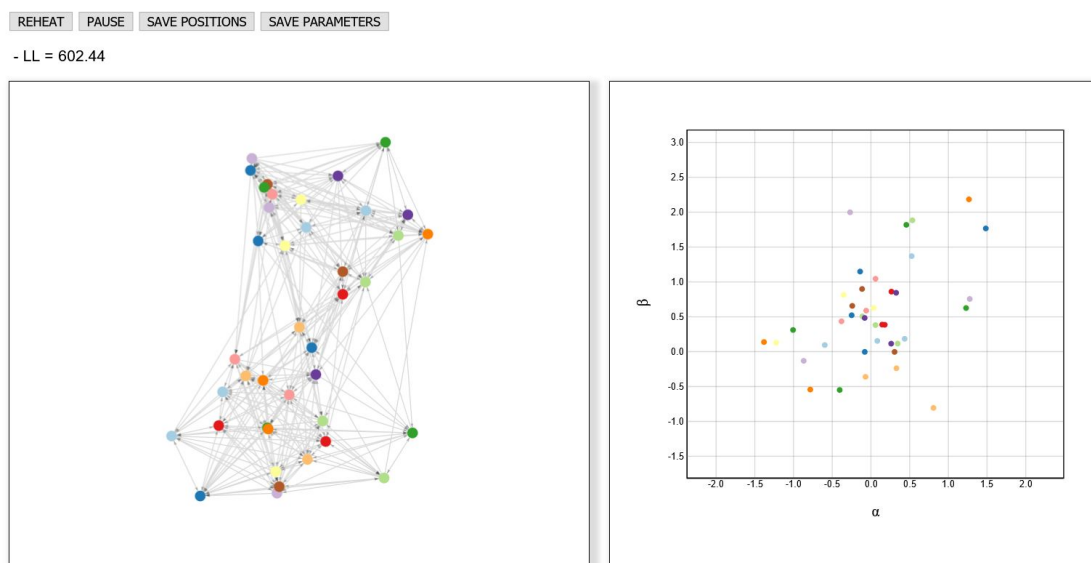 REHEAT PAUSE SAVE POSITIONS SAVE PARAMETERS
- LL = 602.44
3.0
2.5
2.0
1.5
1.0
0.5
0.0
-0.5
-1.0
-1.5
β
-2.0 -1.5 -1.0 -0.5 0.0 0.5 1.0 1.5 2.0
α